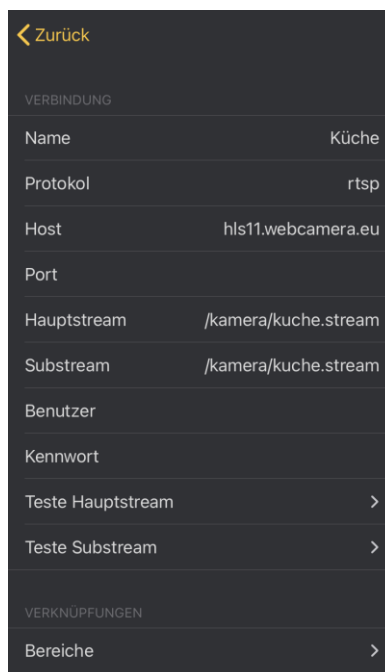 Zurück
VERBINDUNG
Name Küche
Protokol rtsp
Host hls11.webcamera.eu
Port
Hauptstream /kamera/kuche.stream
Substream /kamera/kuche.stream
Benutzer
Kennwort
Teste Hauptstream
Teste Substream
VERKNÜPFUNGEN
Bereiche